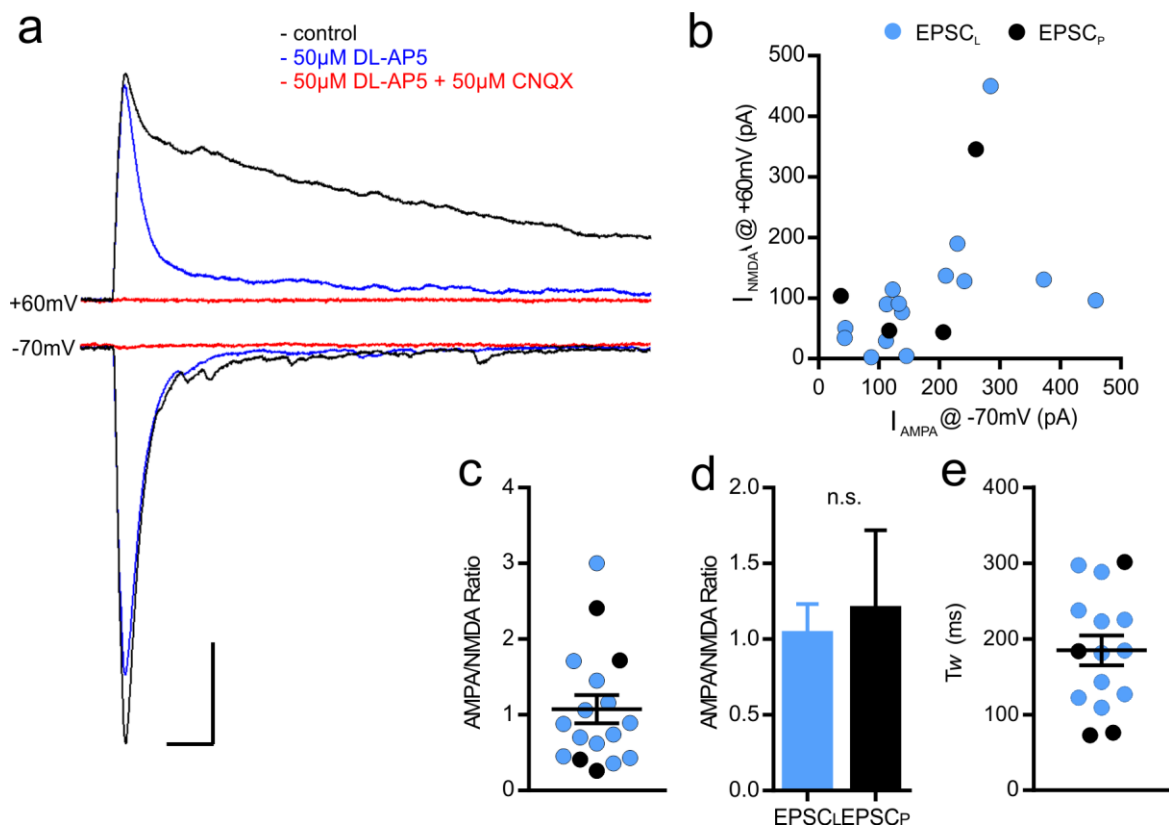 a
- control
- 50µM DL-AP5
- 50µM DL-AP5 + 50µM CNQX
+60mV
-70mV
b
EPSCL
EPSCP
INMDA @ +60mV (pA)
500
400
300
200
100
0
0 100 200 300 400 500
IAMPA @ -70mV (pA)
c
AMPA/NMDA Ratio
4
3
2
1
0
d
n.s.
AMPA/NMDA Ratio
2.0
1.5
1.0
0.5
0.0
EPSCL EPSCP
e
Tw (ms)
400
300
200
100
0